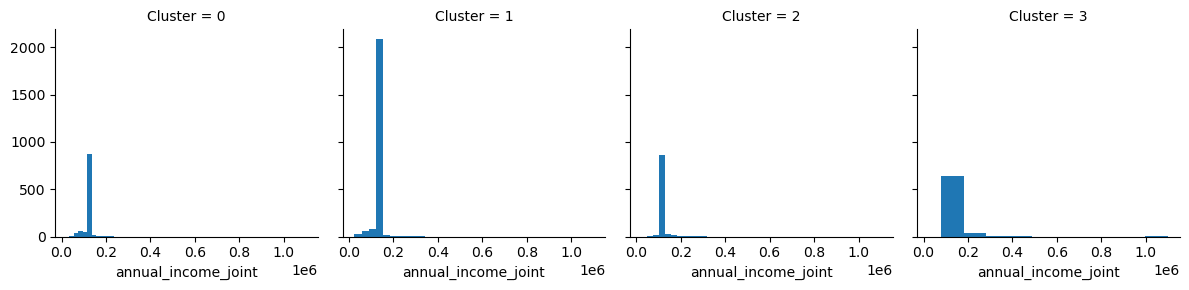 Cluster = 0
Cluster = 1
Cluster = 2
Cluster = 3
2000
1500
1000
500
0
0.0 0.2 0.4 0.6 0.8 1.0
1e6
annual_income_joint
0.0 0.2 0.4 0.6 0.8 1.0
1e6
annual_income_joint
0.0 0.2 0.4 0.6 0.8 1.0
1e6
annual_income_joint
0.0 0.2 0.4 0.6 0.8 1.0
1e6
annual_income_joint